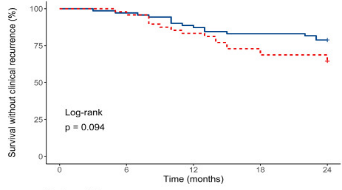 Survival without clinical recurrence (%)
100
75
50
25
0
Log-rank
p = 0.094
0 6 12 18 24
Time (months)